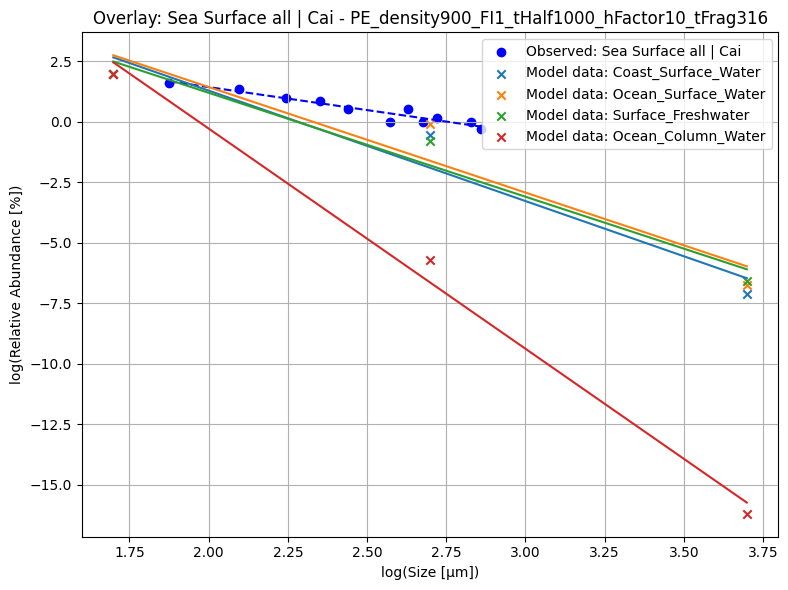 Overlay: Sea Surface all | Cai - PE_density900_FI1_tHalf1000_hFactor10_tFrag316
Observed: Sea Surface all | Cai
Model data: Coast_Surface_Water
Model data: Ocean_Surface_Water
Model data: Surface_Freshwater
Model data: Ocean_Column_Water
log(Relative Abundance [%])
2.5
0.0
−2.5
−5.0
−7.5
−10.0
−12.5
−15.0
1.75 2.00 2.25 2.50 2.75 3.00 3.25 3.50 3.75
log(Size [μm])